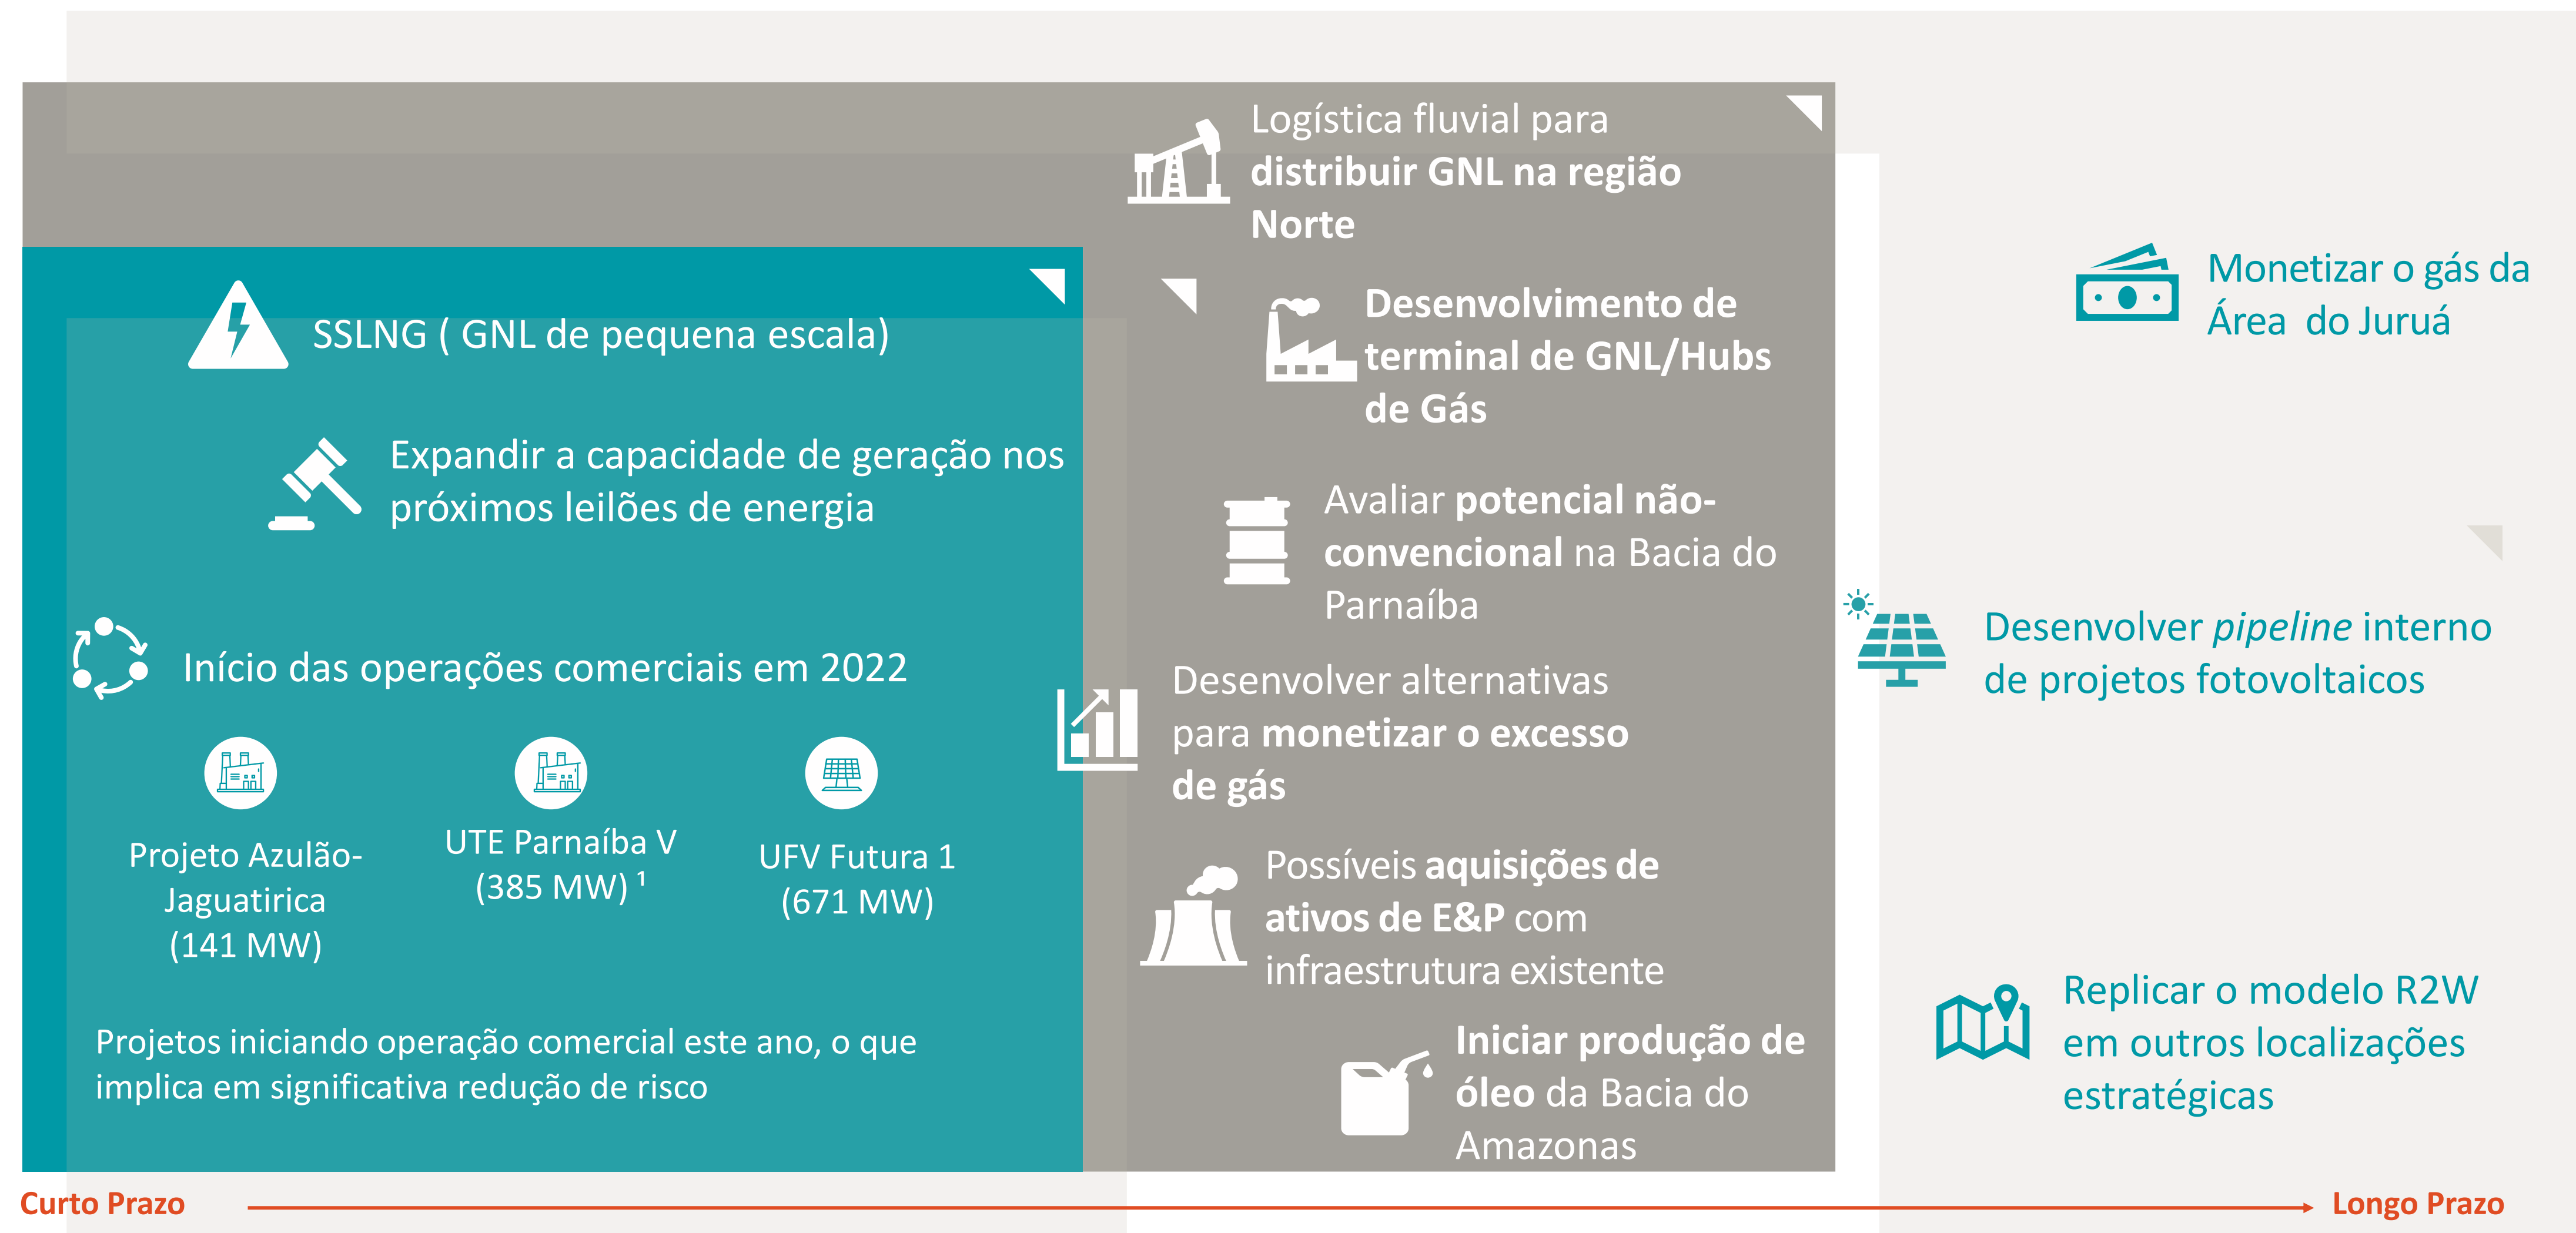 SSLNG ( GNL de pequena escala)
Expandir a capacidade de geração nos
próximos leilões de energia
Início das operações comerciais em 2022
Projeto Azulão-
Jaguatirica
(141 MW)
UTE Parnaíba V
(385 MW) ¹
UFV Futura 1
(671 MW)
Projetos iniciando operação comercial este ano, o que
implica em significativa redução de risco
Logística fluvial para
distribuir GNL na região
Norte
Desenvolvimento de
terminal de GNL/Hubs
de Gás
Avaliar potencial não-
convencional na Bacia do
Parnaíba
Desenvolver alternativas
para monetizar o excesso
de gás
Possíveis aquisições de
ativos de E&P com
infraestrutura existente
Iniciar produção de
óleo da Bacia do
Amazonas
Monetizar o gás da
Área  do Juruá
Desenvolver pipeline interno
de projetos fotovoltaicos
Replicar o modelo R2W
em outros localizações
estratégicas
Curto Prazo
Longo Prazo